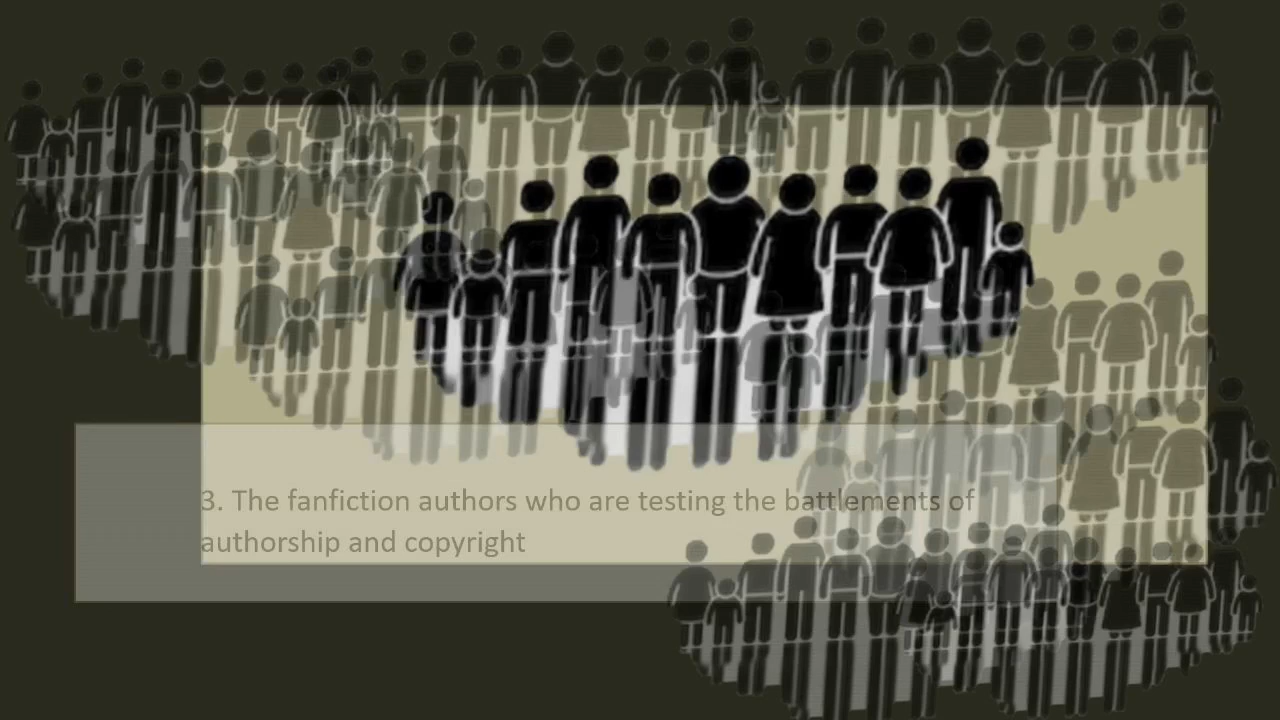 3. The fanfiction authors who are testing the battlements of
authorship and copyright